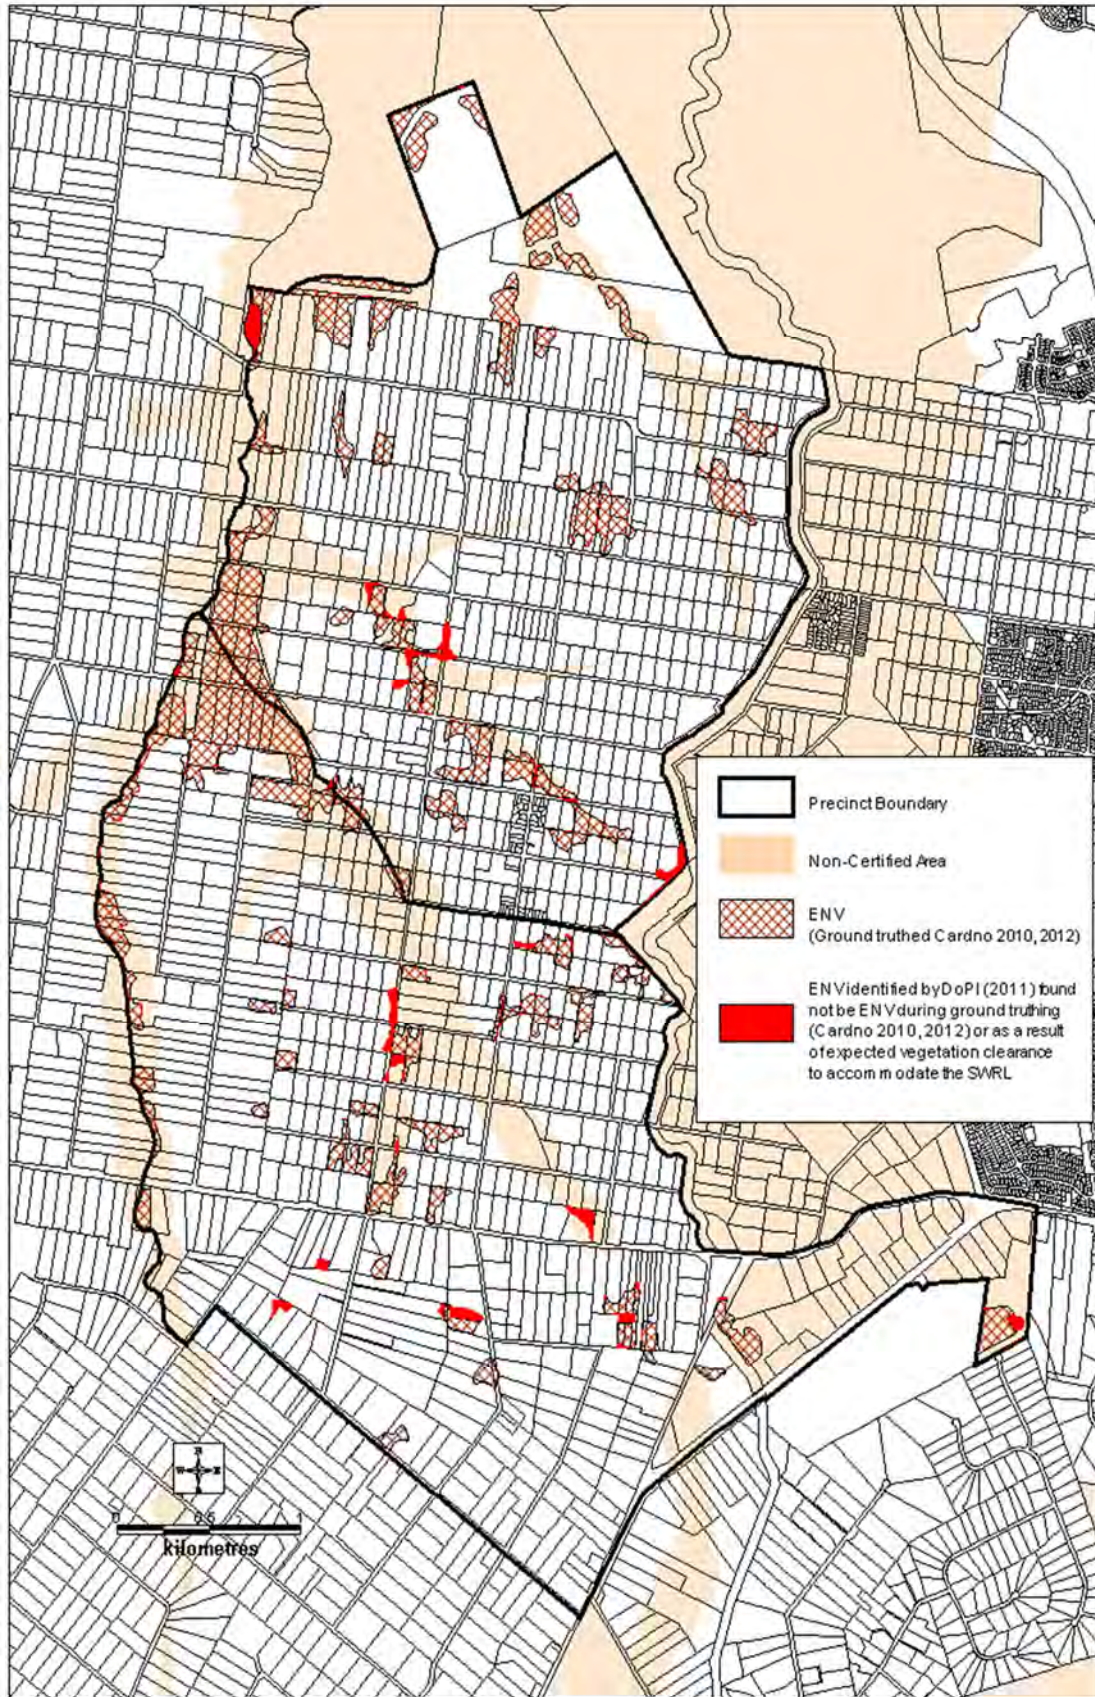 Precinct Boundary
Non-Certified Area
ENV
(Ground truthed Cardno 2010, 2012)
ENV identified by DoPI (2011) found
not be ENV during ground truthing
(Cardno 2010, 2012) or as a result
of expected vegetation clearance
to accommodate the SWRL
N
W E
S
0 0.5 1
kilometres